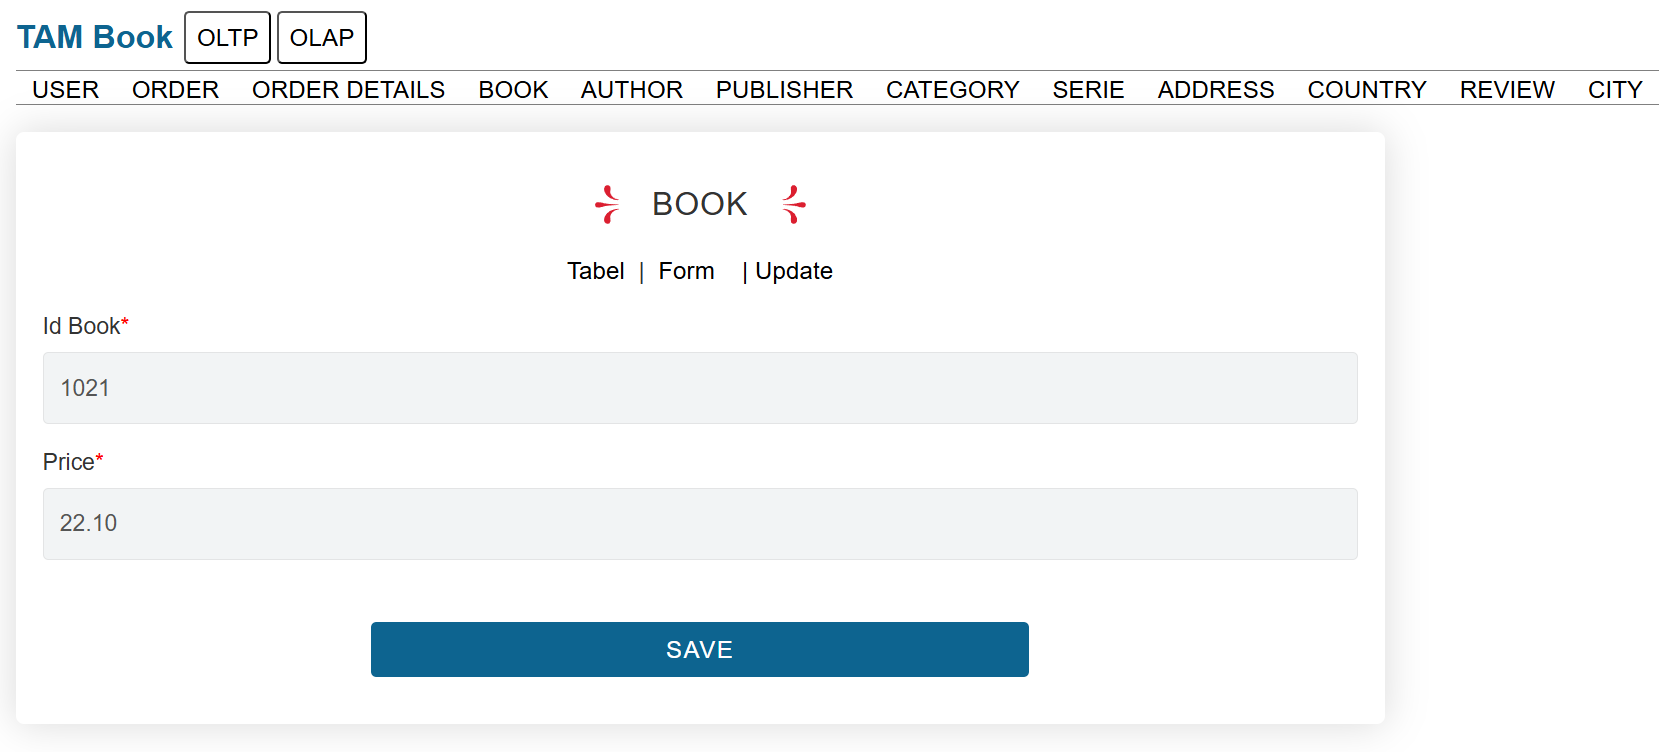 TAM Book OLTP OLAP
USER ORDER ORDER DETAILS BOOK AUTHOR PUBLISHER CATEGORY SERIE ADDRESS COUNTRY REVIEW CITY
BOOK
Tabel | Form | Update
Id Book*
1021
Price*
22.10
SAVE